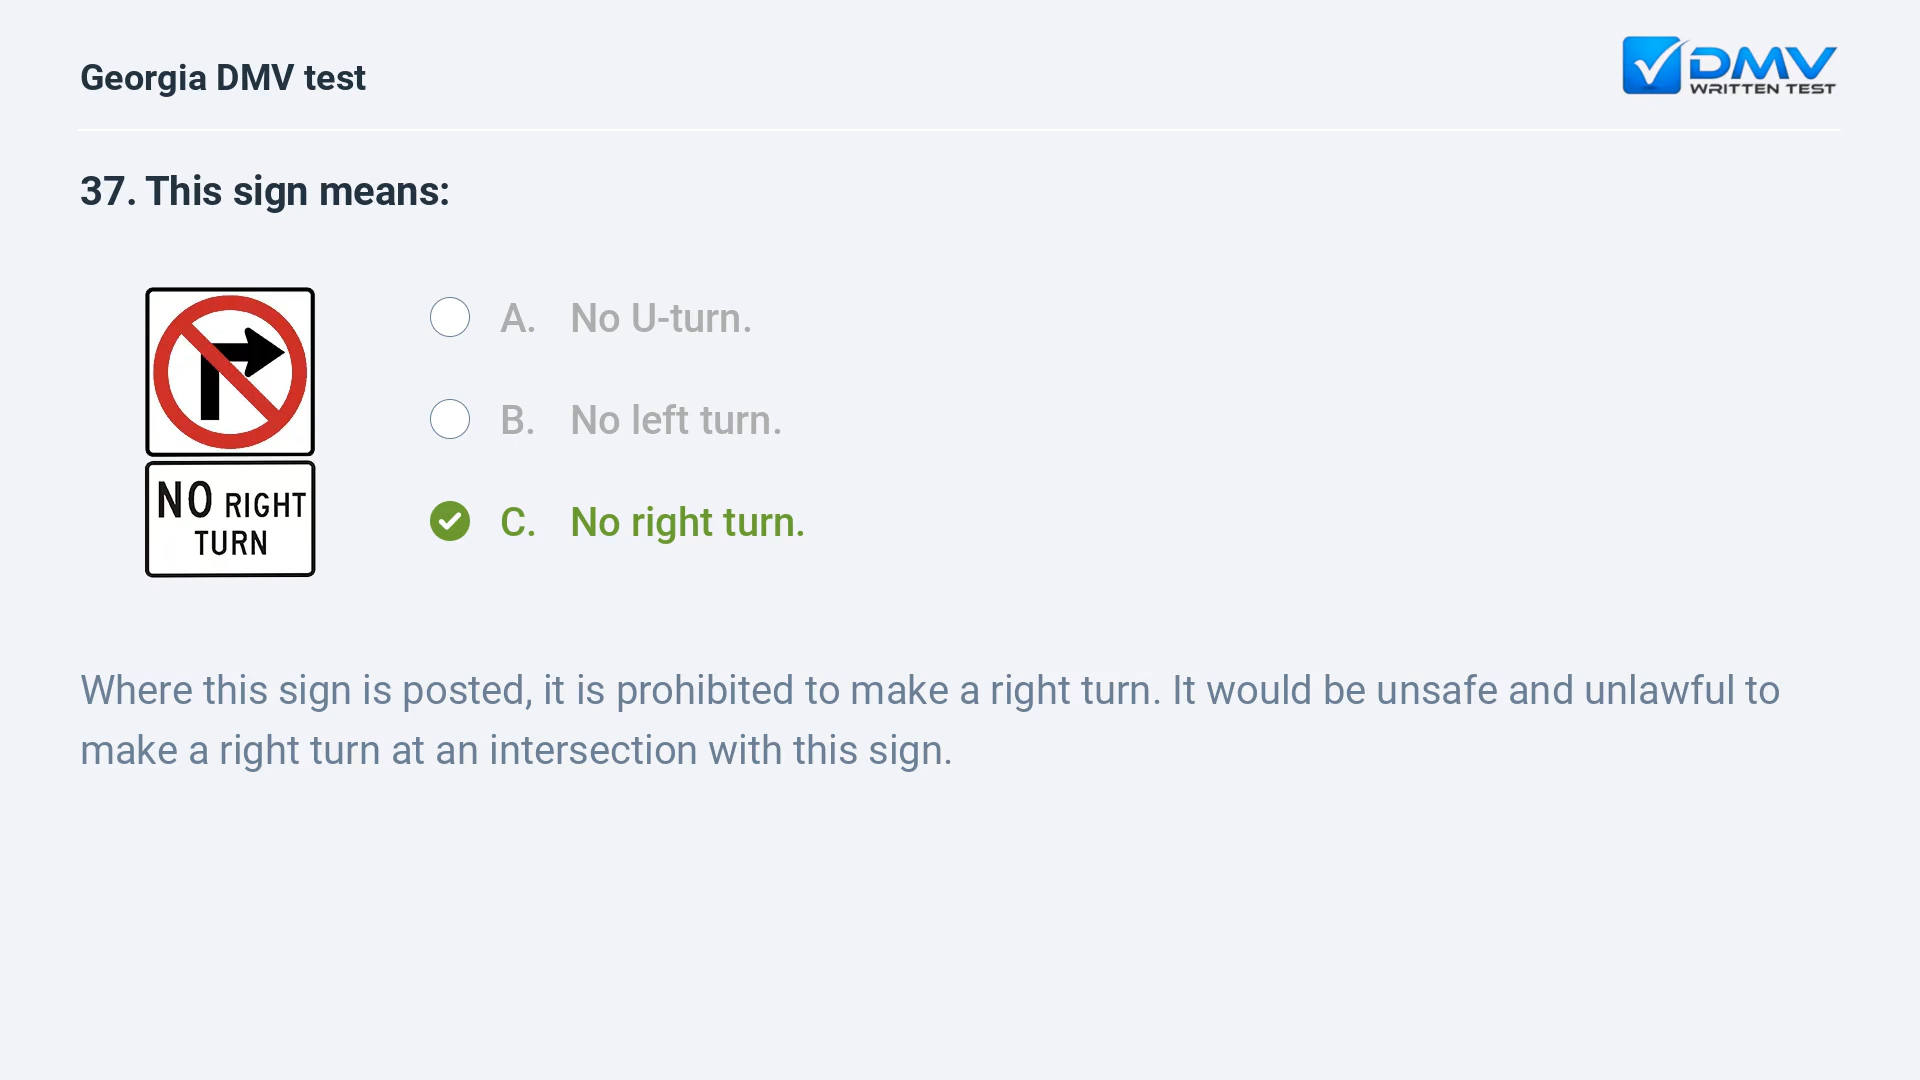 Georgia DMV test
DMV
WRITTEN TEST
37. This sign means:
NO RIGHT
TURN
A. No U-turn.
B. No left turn.
C. No right turn.
Where this sign is posted, it is prohibited to make a right turn. It would be unsafe and unlawful to
make a right turn at an intersection with this sign.